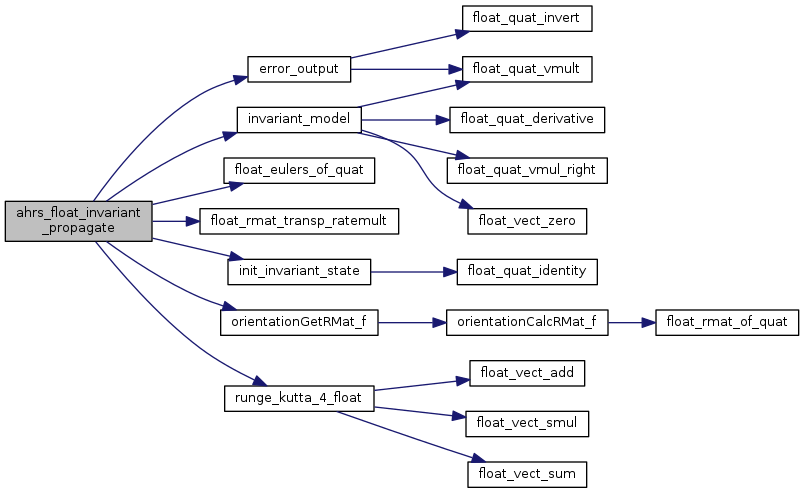 float_quat_invert
error_output
float_quat_vmult
invariant_model
float_quat_derivative
float_eulers_of_quat
float_quat_vmul_right
ahrs_float_invariant
_propagate
float_rmat_transp_ratemult
float_vect_zero
init_invariant_state
float_quat_identity
orientationGetRMat_f
orientationCalcRMat_f
float_rmat_of_quat
float_vect_add
runge_kutta_4_float
float_vect_smul
float_vect_sum